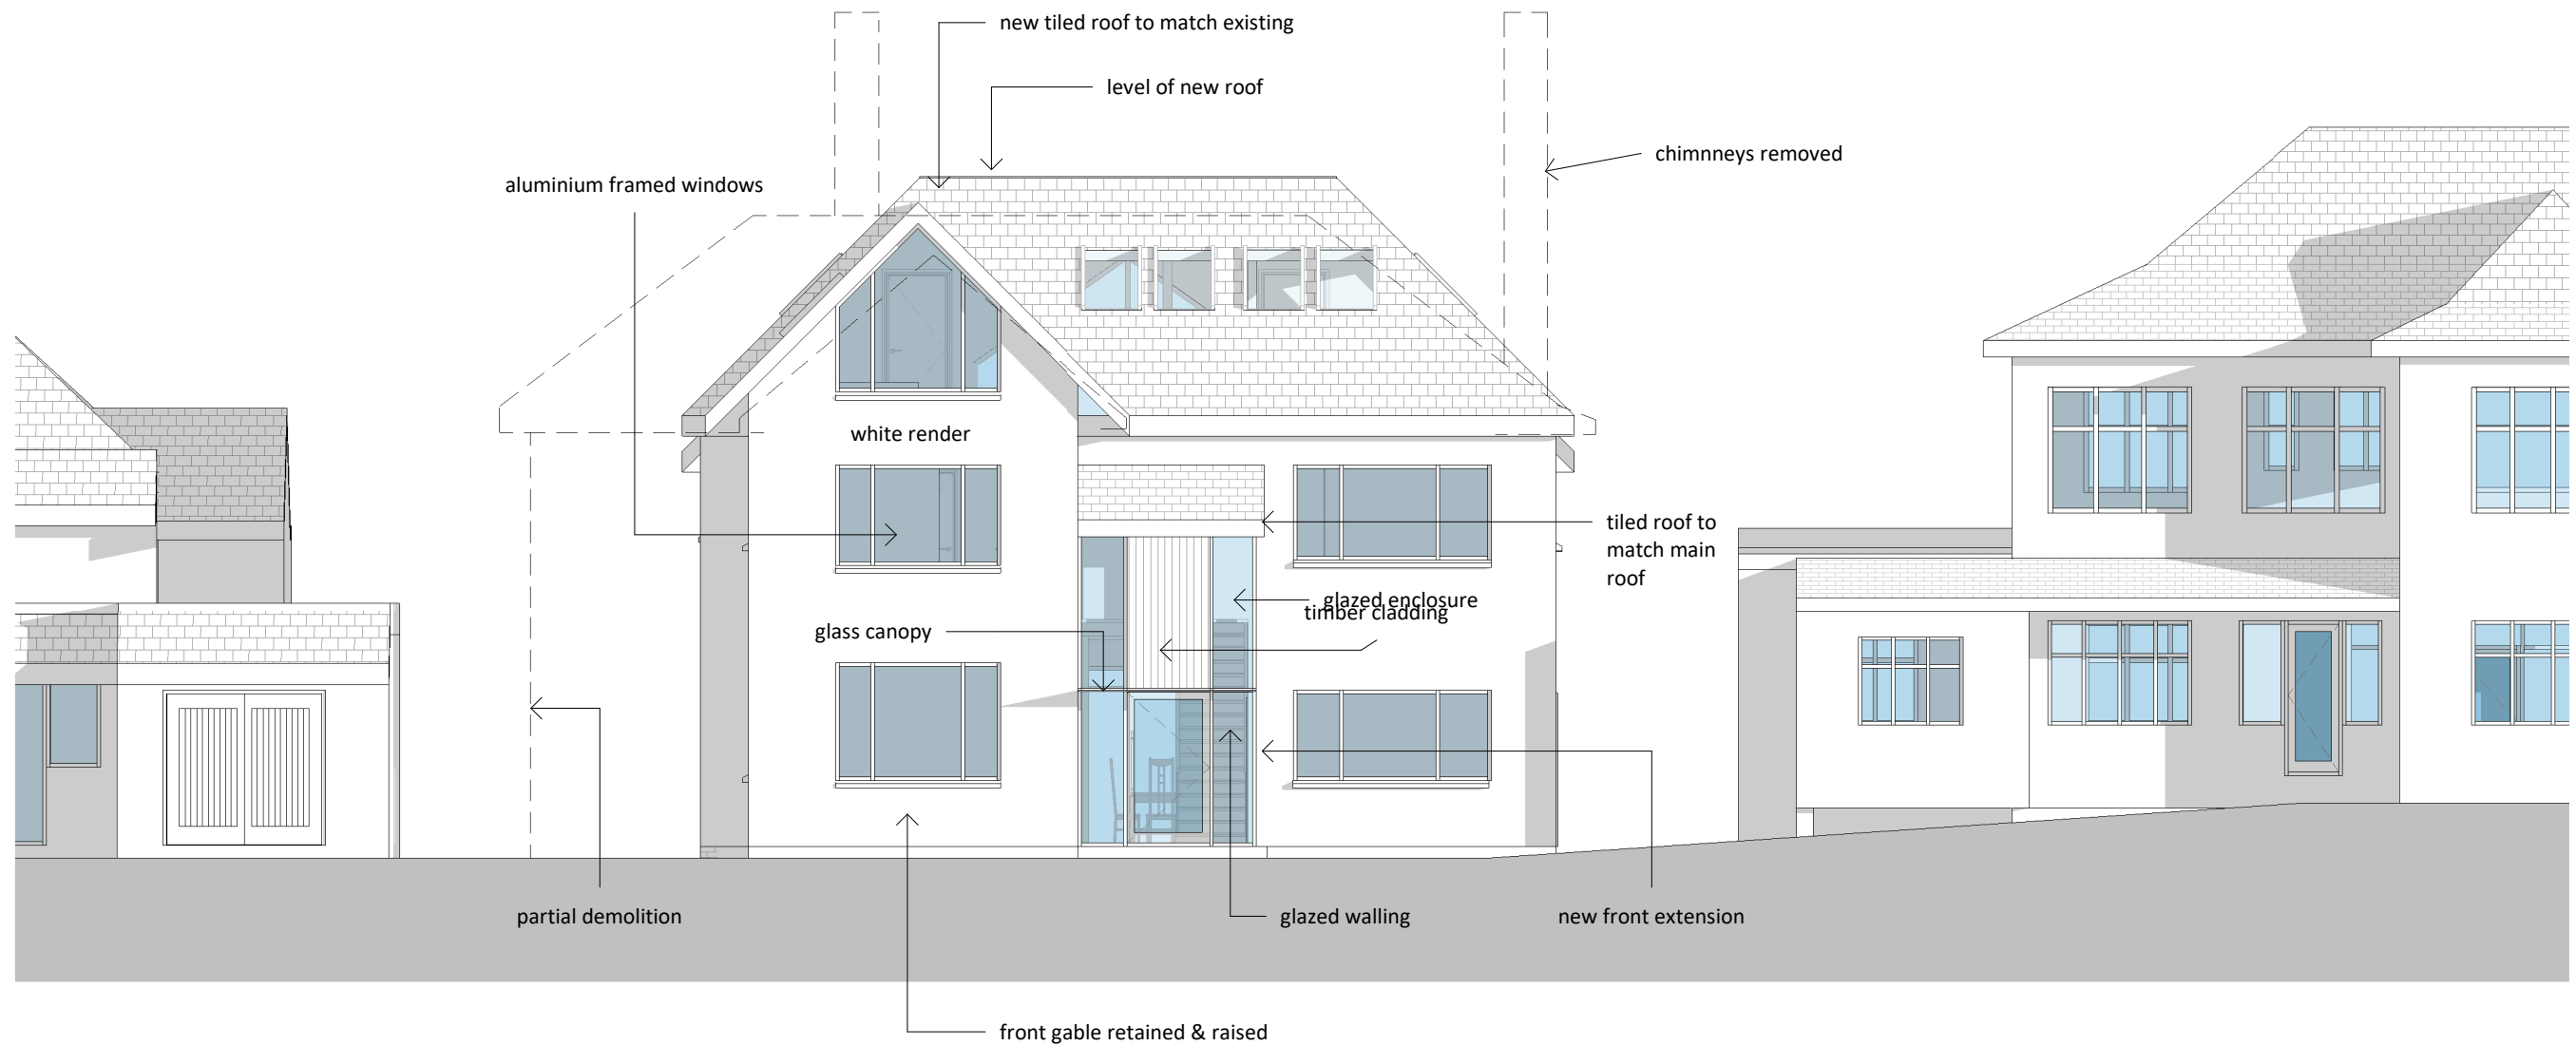 new tiled roof to match existing
level of new roof
chimnneys removed
aluminium framed windows
white render
tiled roof to
match main
roof
glazed enclosure
timber cladding
glass canopy
partial demolition
glazed walling
new front extension
front gable retained & raised